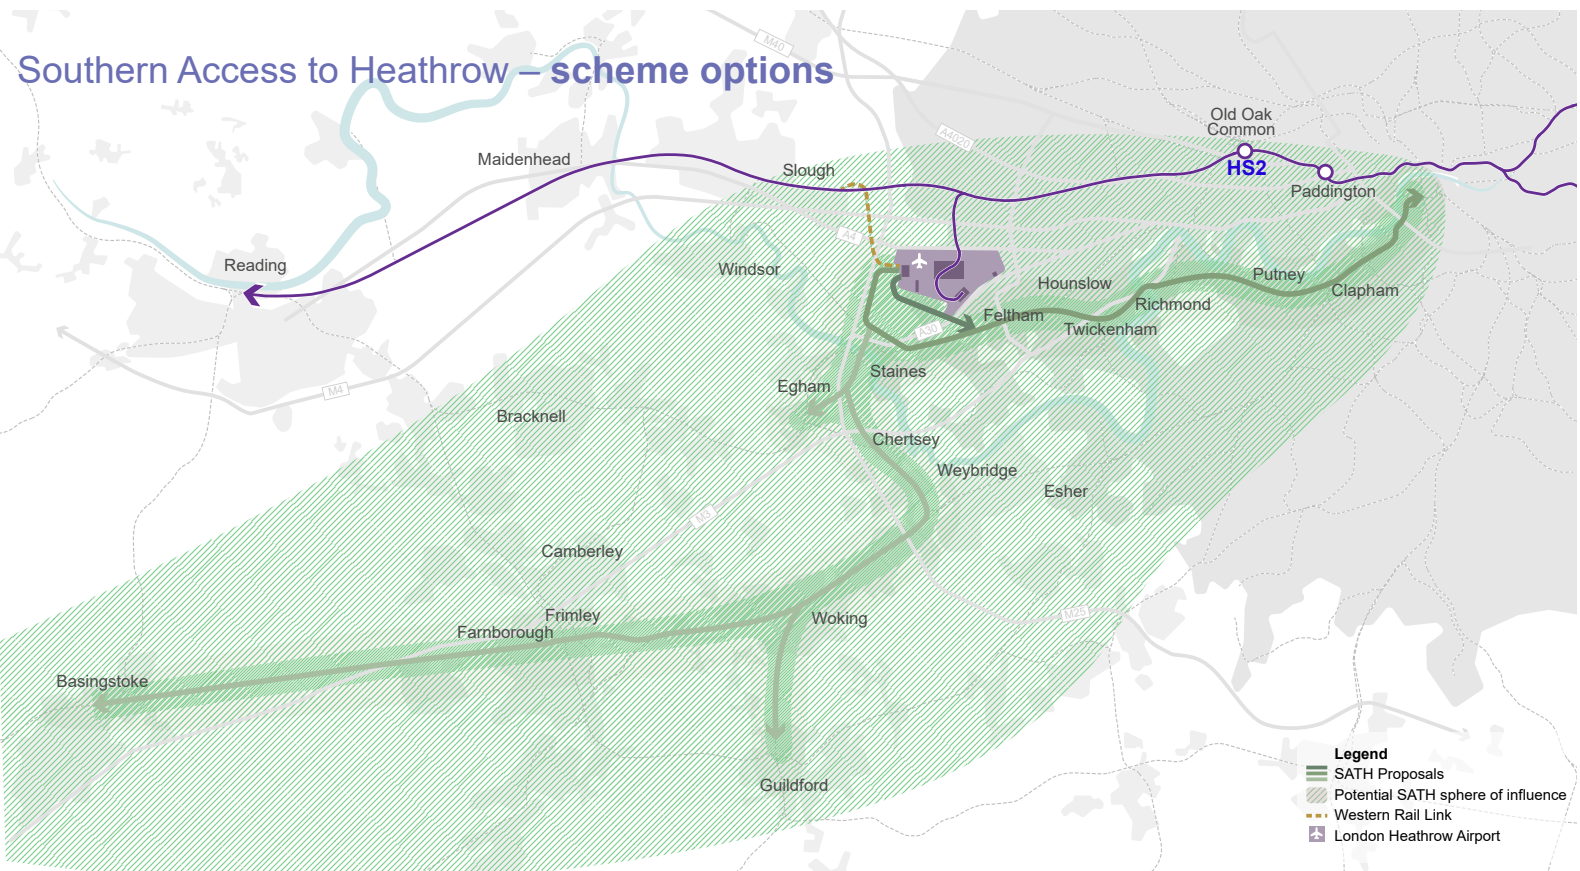 Southern Access to Heathrow – scheme options
M40
A4020
Old Oak
Common
HS2
Paddington
Maidenhead
Slough
A4
Reading
Windsor
Hounslow
Putney
Clapham
Richmond
Feltham
Twickenham
A30
Staines
Egham
M4
Bracknell
Chertsey
Weybridge
Esher
M3
Camberley
Frimley
Farnborough
Woking
M25
Basingstoke
Guildford
Legend
SATH Proposals
Potential SATH sphere of influence
Western Rail Link
London Heathrow Airport